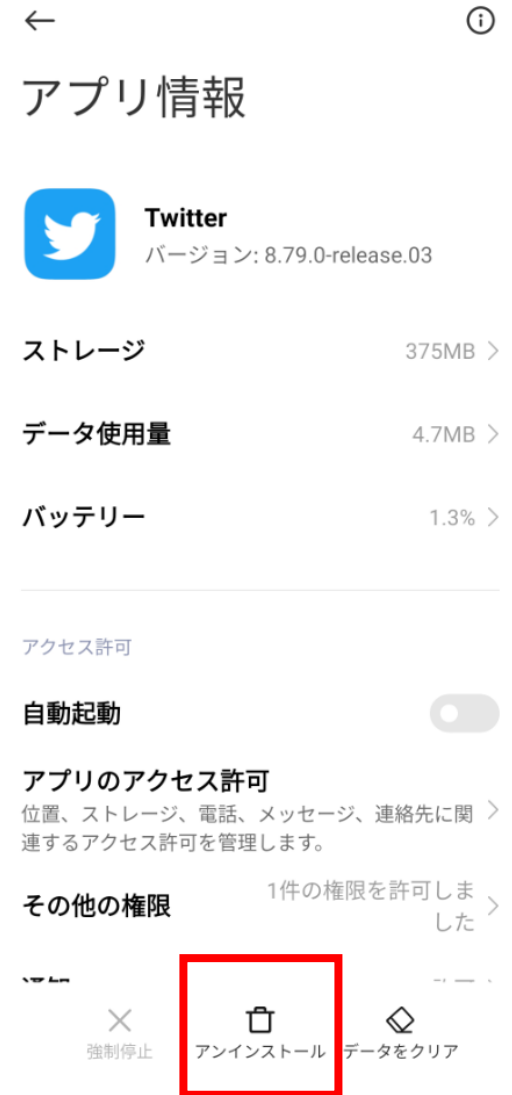 アプリ情報
Twitter
バージョン: 8.79.0-release.03
ストレージ 375MB
データ使用量 4.7MB
バッテリー 1.3%
アクセス許可
自動起動
アプリのアクセス許可
位置、ストレージ、電話、メッセージ、連絡先に関
連するアクセス許可を管理します。
その他の権限 1件の権限を許可しま
した
強制停止 アンインストール データをクリア